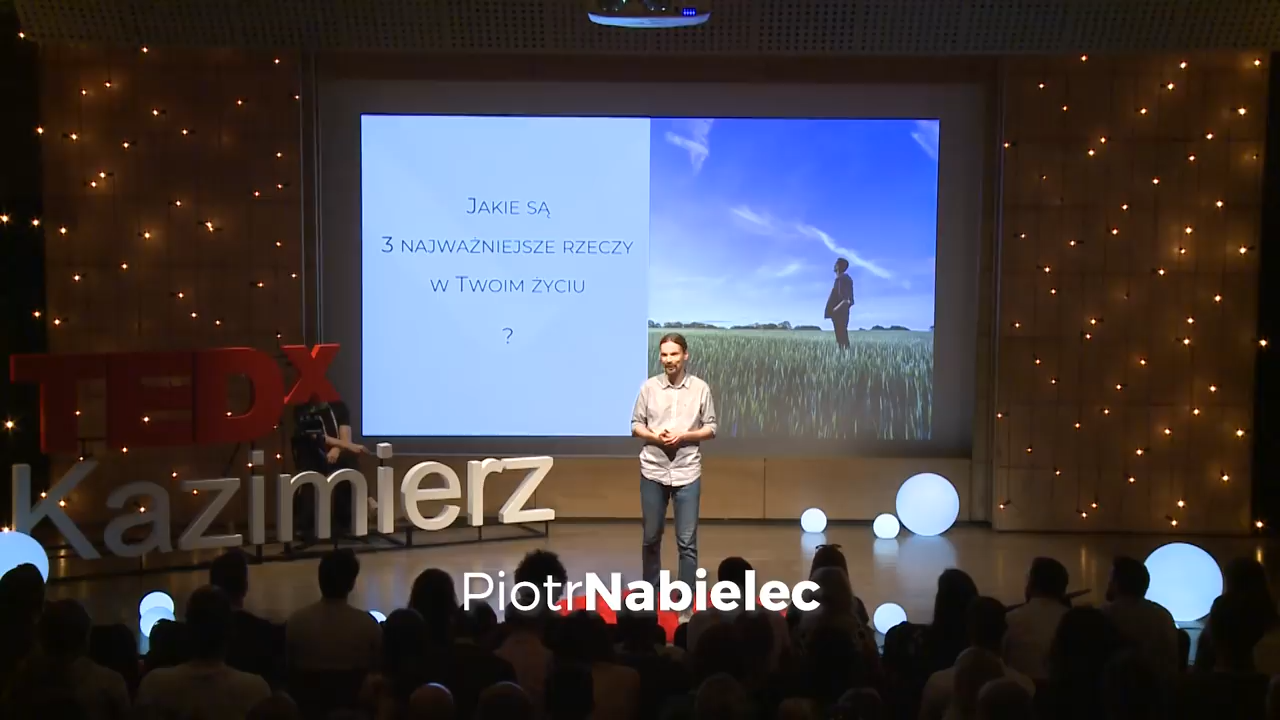 Jakie są
3 najważniejsze rzeczy
w Twoim życiu
?
TEDx
Kazimierz
PiotrNabielec